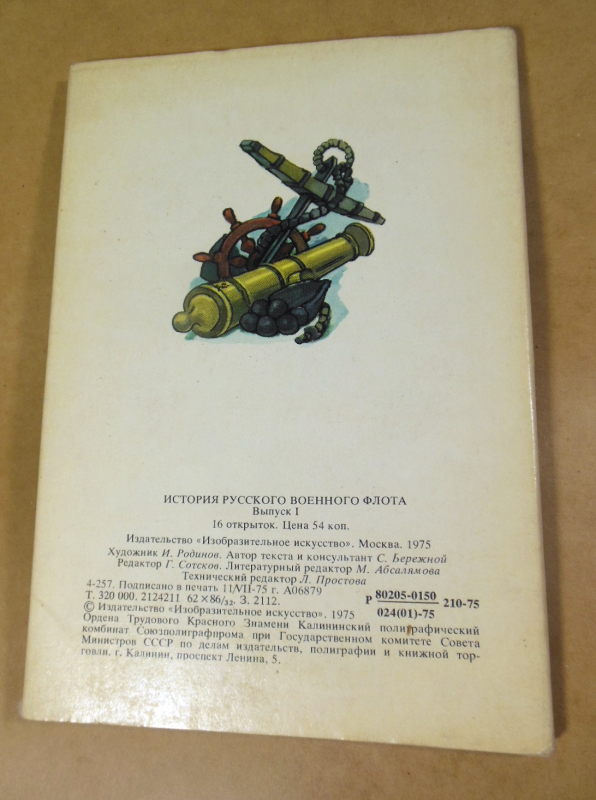 ИСТОРИЯ РУССКОГО ВОЕННОГО ФЛОТА
Выпуск I
16 открыток. Цена 54 коп.
Издательство «Изобразительное искусство». Москва. 1975
Художник И. Родинов. Автор текста и консультант С. Бережной
Редактор Г. Сотсков. Литературный редактор М. Абсалямова
Технический редактор Л. Простова
4-257. Подписано в печать 11/VII-75 г. А06879
Т. 320 000. 2124211 62×86/32. З. 2112.
Р 80205-0150 210-75
024(01)-75
© Издательство «Изобразительное искусство». 1975
Ордена Трудового Красного Знамени Калининский полиграфический
комбинат Союзполиграфпрома при Государственном комитете Совета
Министров СССР по делам издательств, полиграфии и книжной тор-
говли. г. Калинин, проспект Ленина, 5.